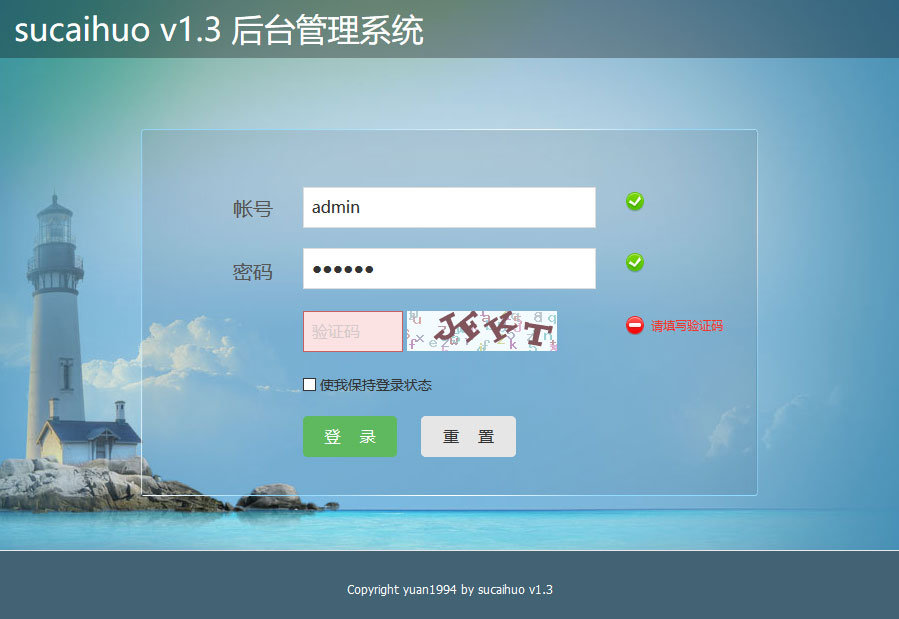 sucaihuo v1.3 后台管理系统
帐号
admin
密码
••••••
验证码
请填写验证码
使我保持登录状态
登 录
重 置
Copyright yuan1994 by sucaihuo v1.3